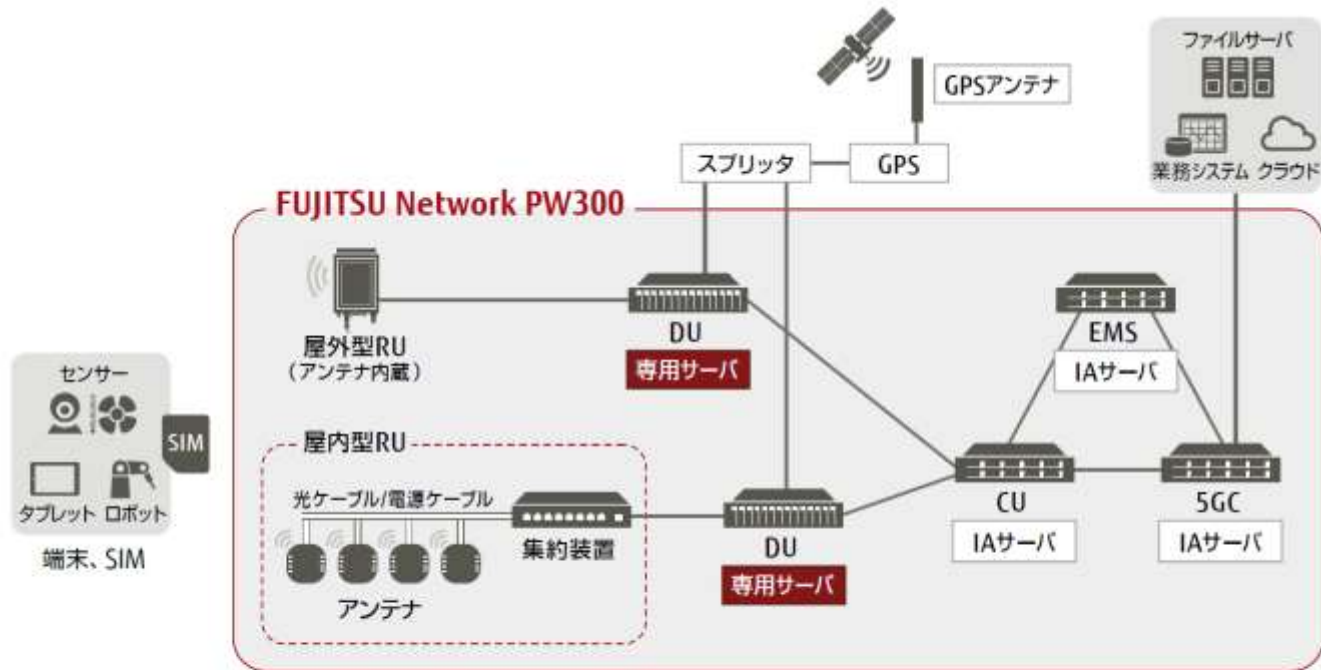 ファイルサーバ
GPSアンテナ
スプリッタ
GPS
業務システム クラウド
FUJITSU Network PW300
DU
専用サーバ
EMS
IAサーバ
屋外型RU
(アンテナ内蔵)
センサー
SIM
タブレット ロボット
端末、SIM
屋内型RU
光ケーブル/電源ケーブル
集約装置
アンテナ
DU
専用サーバ
CU
IAサーバ
5GC
IAサーバ